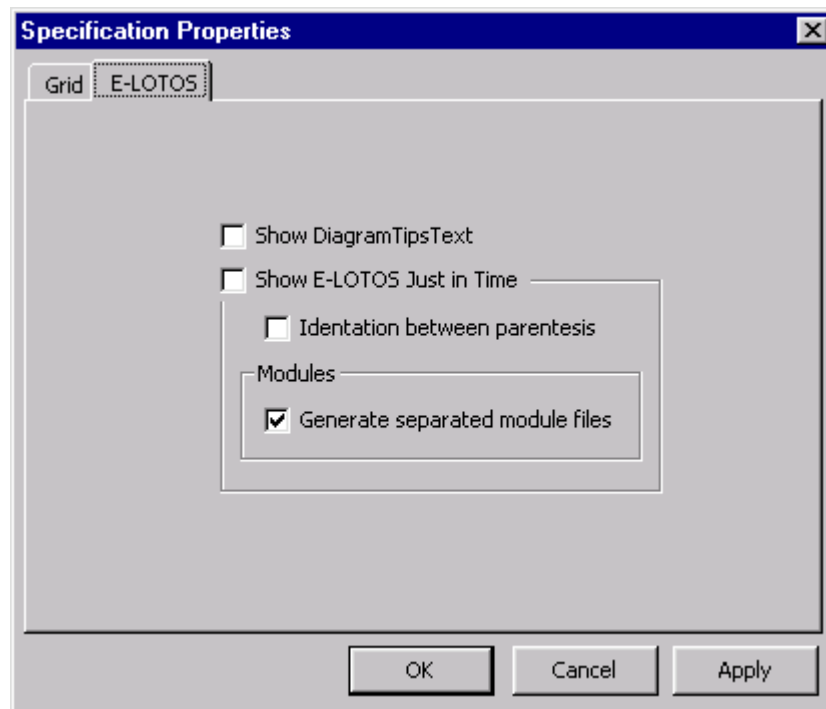 Specification Properties
Grid E-LOTOS
Show DiagramTipsText
Show E-LOTOS Just in Time
Identation between parentesis
Modules
Generate separated module files
OK Cancel Apply